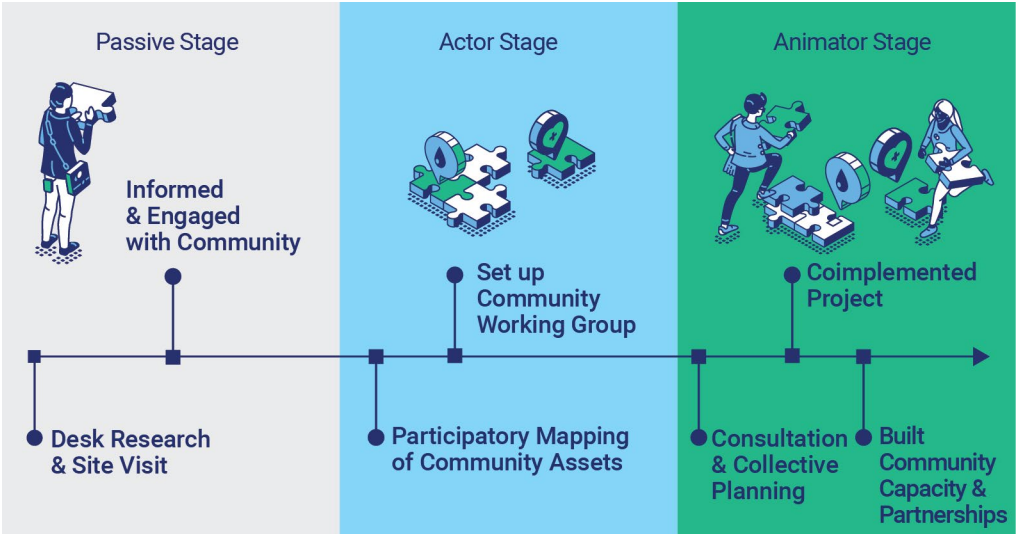 Passive Stage
Actor Stage
Animator Stage
Informed
& Engaged
with Community
Set up
Community
Working Group
Coimplemented
Project
Desk Research
& Site Visit
Participatory Mapping
of Community Assets
Consultation
& Collective
Planning
Built
Community
Capacity &
Partnerships